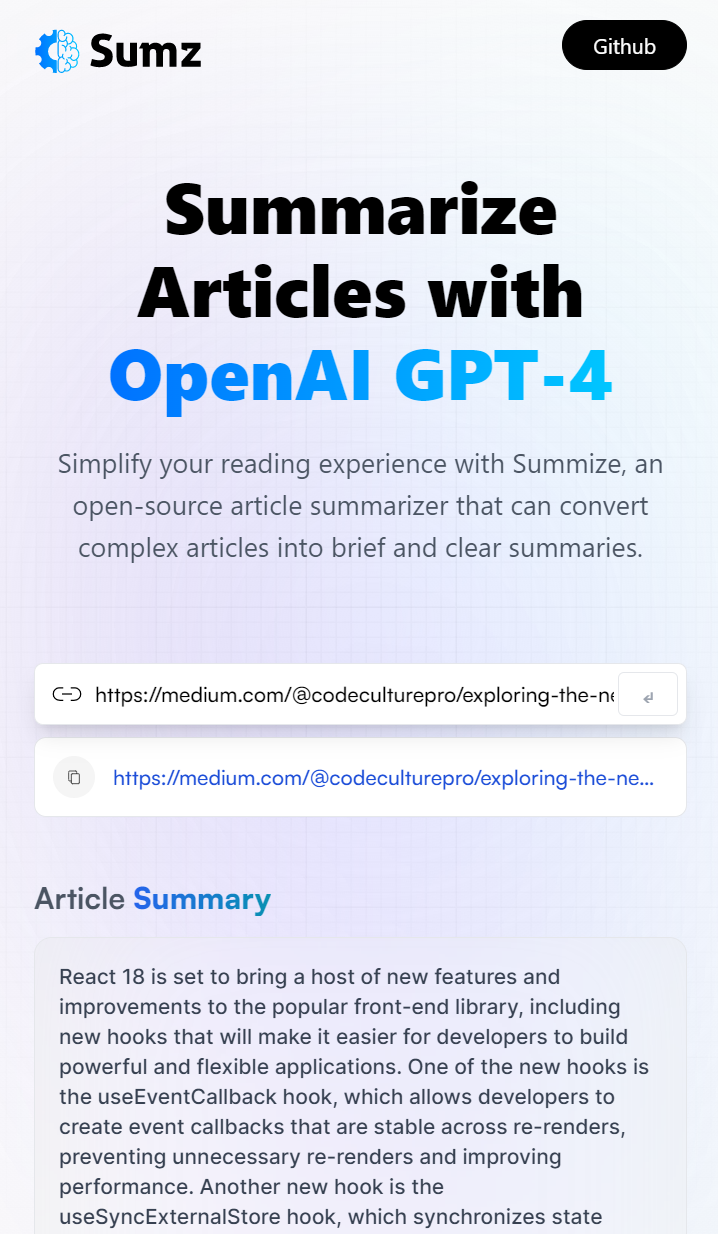 Sumz
Github
Summarize
Articles with
OpenAI GPT-4
Simplify your reading experience with Summize, an
open-source article summarizer that can convert
complex articles into brief and clear summaries.
https://medium.com/@codeculturepro/exploring-the-ne
https://medium.com/@codeculturepro/exploring-the-ne...
Article Summary
React 18 is set to bring a host of new features and
improvements to the popular front-end library, including
new hooks that will make it easier for developers to build
powerful and flexible applications. One of the new hooks is
the useEventCallback hook, which allows developers to
create event callbacks that are stable across re-renders,
preventing unnecessary re-renders and improving
performance. Another new hook is the
useSyncExternalStore hook, which synchronizes state